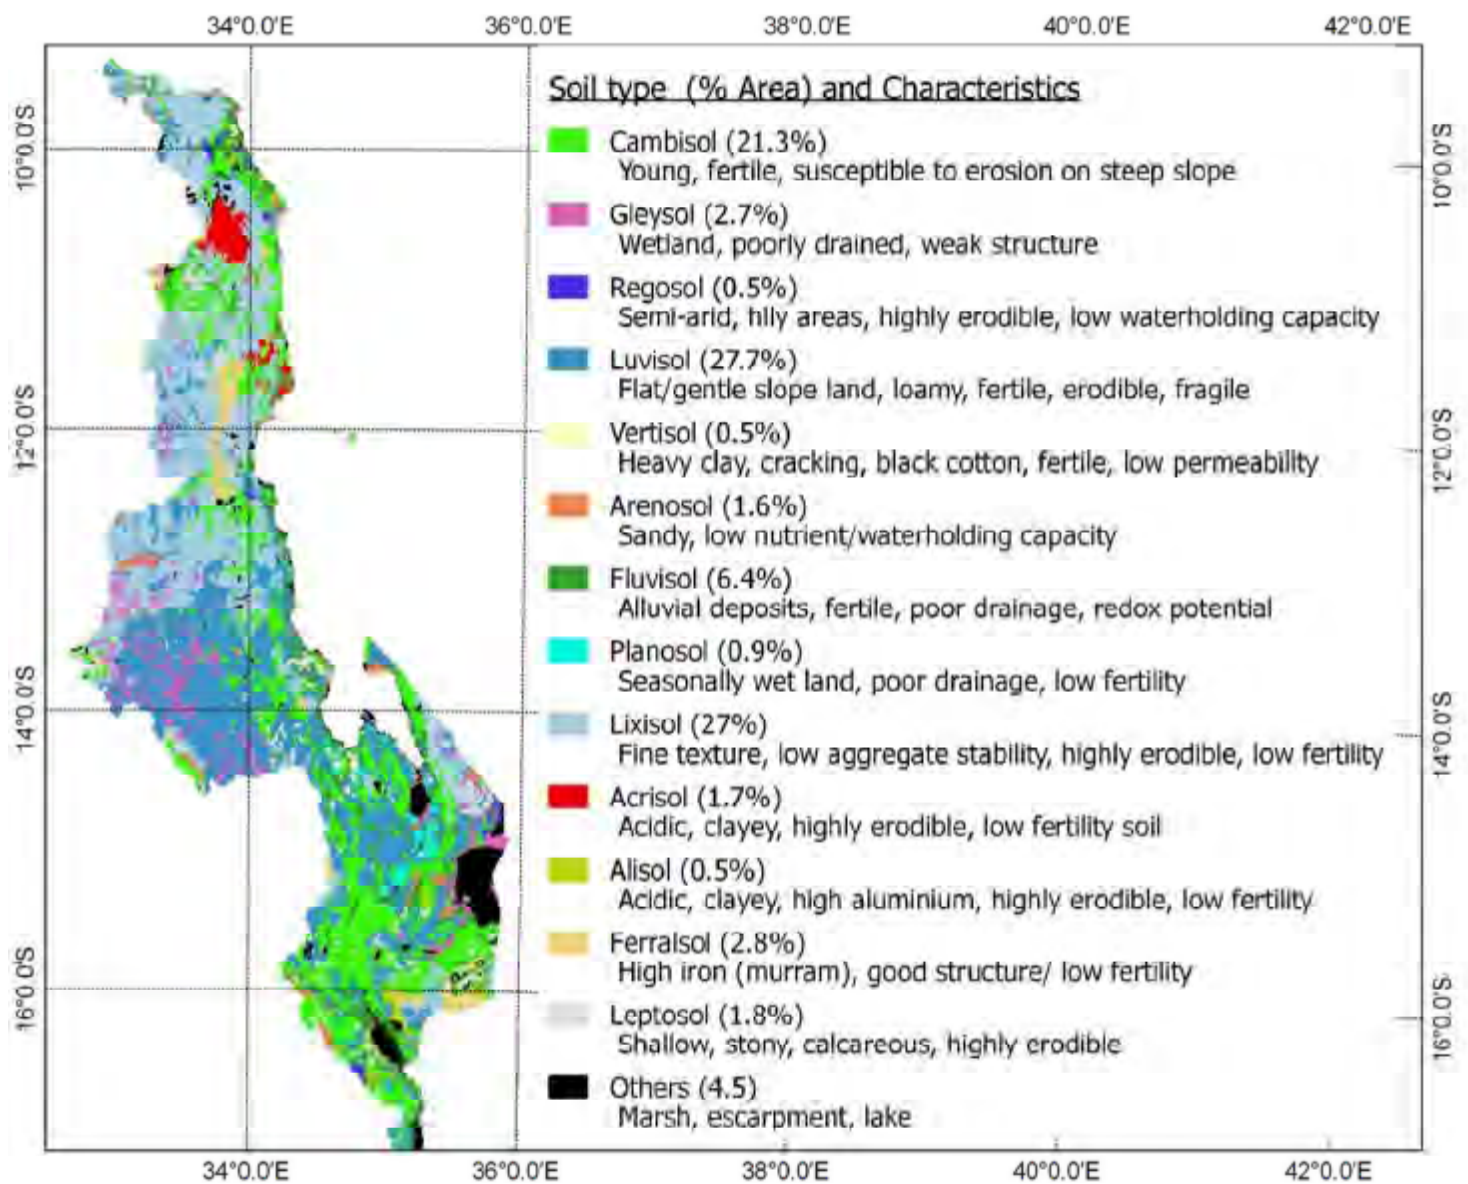 34°0.0'E 36°0.0'E 38°0.0'E 40°0.0'E 42°0.0'E
Soil type (% Area) and Characteristics
Cambisol (21.3%)
Young, fertile, susceptible to erosion on steep slope
Gleysol (2.7%)
Wetland, poorly drained, weak structure
Regosol (0.5%)
Semi-arid, hlly areas, highly erodible, low waterholding capacity
Luvisol (27.7%)
Flat/gentle slope land, loamy, fertile, erodible, fragile
Vertisol (0.5%)
Heavy clay, cracking, black cotton, fertile, low permeability
Arenosol (1.6%)
Sandy, low nutrient/waterholding capacity
Fluvisol (6.4%)
Alluvial deposits, fertile, poor drainage, redox potential
Planosol (0.9%)
Seasonally wet land, poor drainage, low fertility
Lixisol (27%)
Fine texture, low aggregate stability, highly erodible, low fertility
Acrisol (1.7%)
Acidic, clayey, highly erodible, low fertility soil
Alisol (0.5%)
Acidic, clayey, high aluminium, highly erodible, low fertility
Ferralsol (2.8%)
High iron (murram), good structure/ low fertility
Leptosol (1.8%)
Shallow, stony, calcareous, highly erodible
Others (4.5)
Marsh, escarpment, lake
10°0.0'S
12°0.0'S
14°0.0'S
16°0.0'S
10°0.0'S
12°0.0'S
14°0.0'S
16°0.0'S
34°0.0'E 36°0.0'E 38°0.0'E 40°0.0'E 42°0.0'E